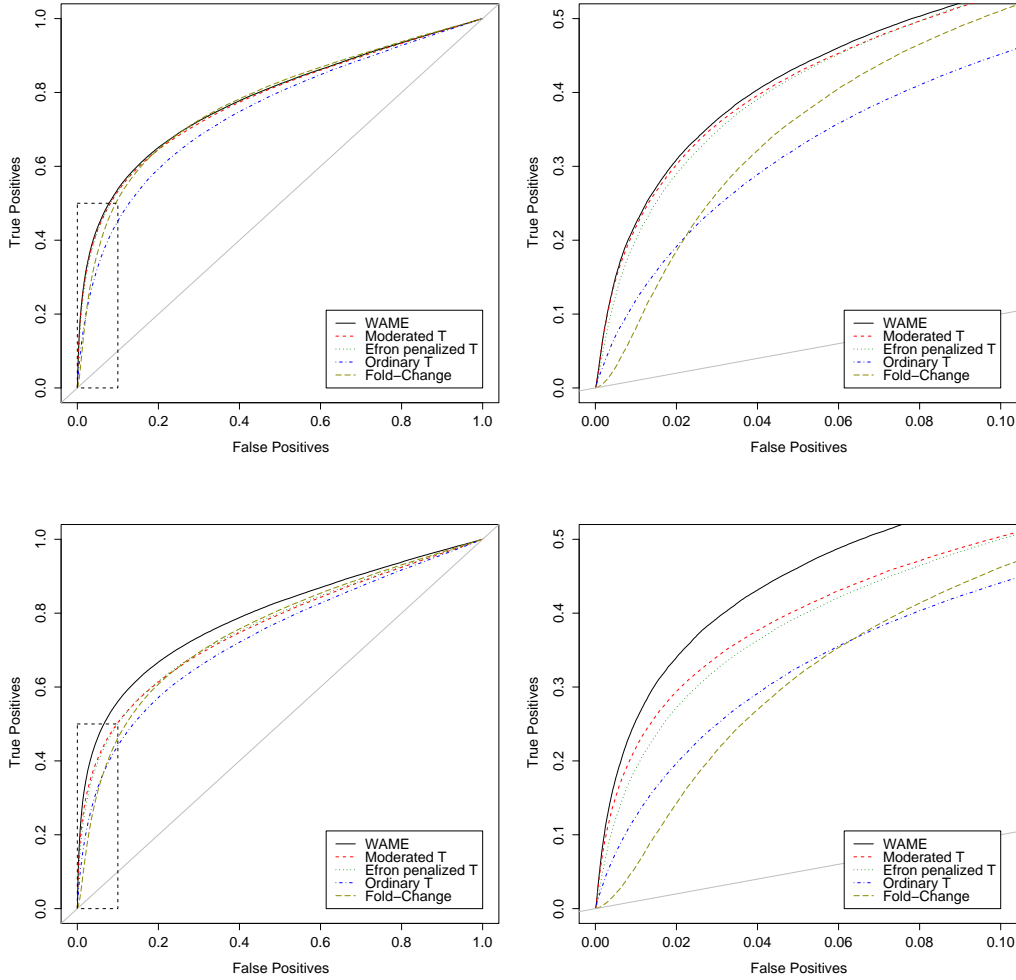 True Positives
1.0
0.8
0.6
0.4
0.2
0.0
WAME
Moderated T
Efron penalized T
Ordinary T
Fold−Change
0.0 0.2 0.4 0.6 0.8 1.0
False Positives
True Positives
0.5
0.4
0.3
0.2
0.1
0.0
WAME
Moderated T
Efron penalized T
Ordinary T
Fold−Change
0.00 0.02 0.04 0.06 0.08 0.10
False Positives
True Positives
1.0
0.8
0.6
0.4
0.2
0.0
WAME
Moderated T
Efron penalized T
Ordinary T
Fold−Change
0.0 0.2 0.4 0.6 0.8 1.0
False Positives
True Positives
0.5
0.4
0.3
0.2
0.1
0.0
WAME
Moderated T
Efron penalized T
Ordinary T
Fold−Change
0.00 0.02 0.04 0.06 0.08 0.10
False Positives